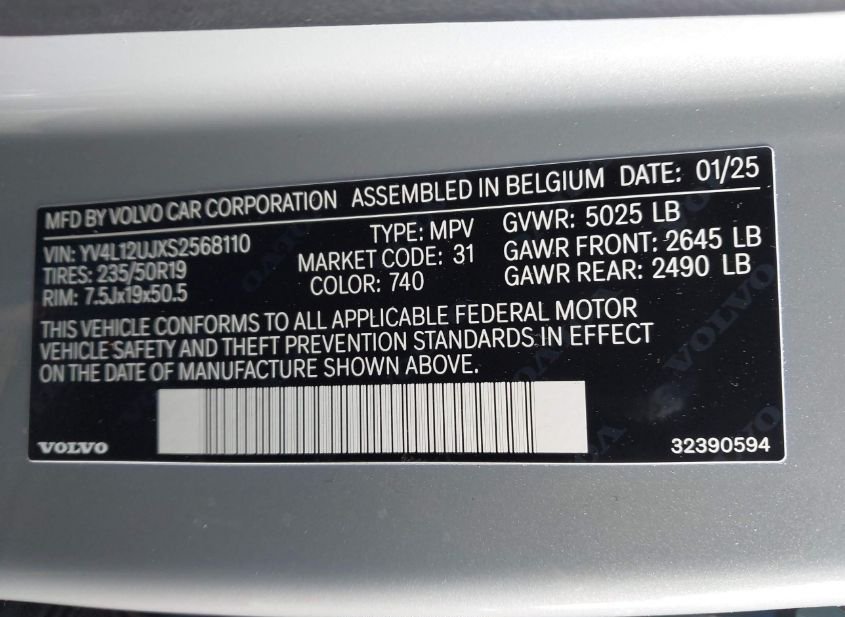 MFD BY VOLVO CAR CORPORATION ASSEMBLED IN BELGIUM DATE: 01/25
VIN: YV4L12UJXS2568110
TIRES: 235/50R19
RIM: 7.5Jx19x50.5
TYPE: MPV
MARKET CODE: 31
COLOR: 740
GVWR: 5025 LB
GAWR FRONT: 2645 LB
GAWR REAR: 2490 LB
THIS VEHICLE CONFORMS TO ALL APPLICABLE FEDERAL MOTOR
VEHICLE SAFETY AND THEFT PREVENTION STANDARDS IN EFFECT
ON THE DATE OF MANUFACTURE SHOWN ABOVE.
VOLVO
32390594